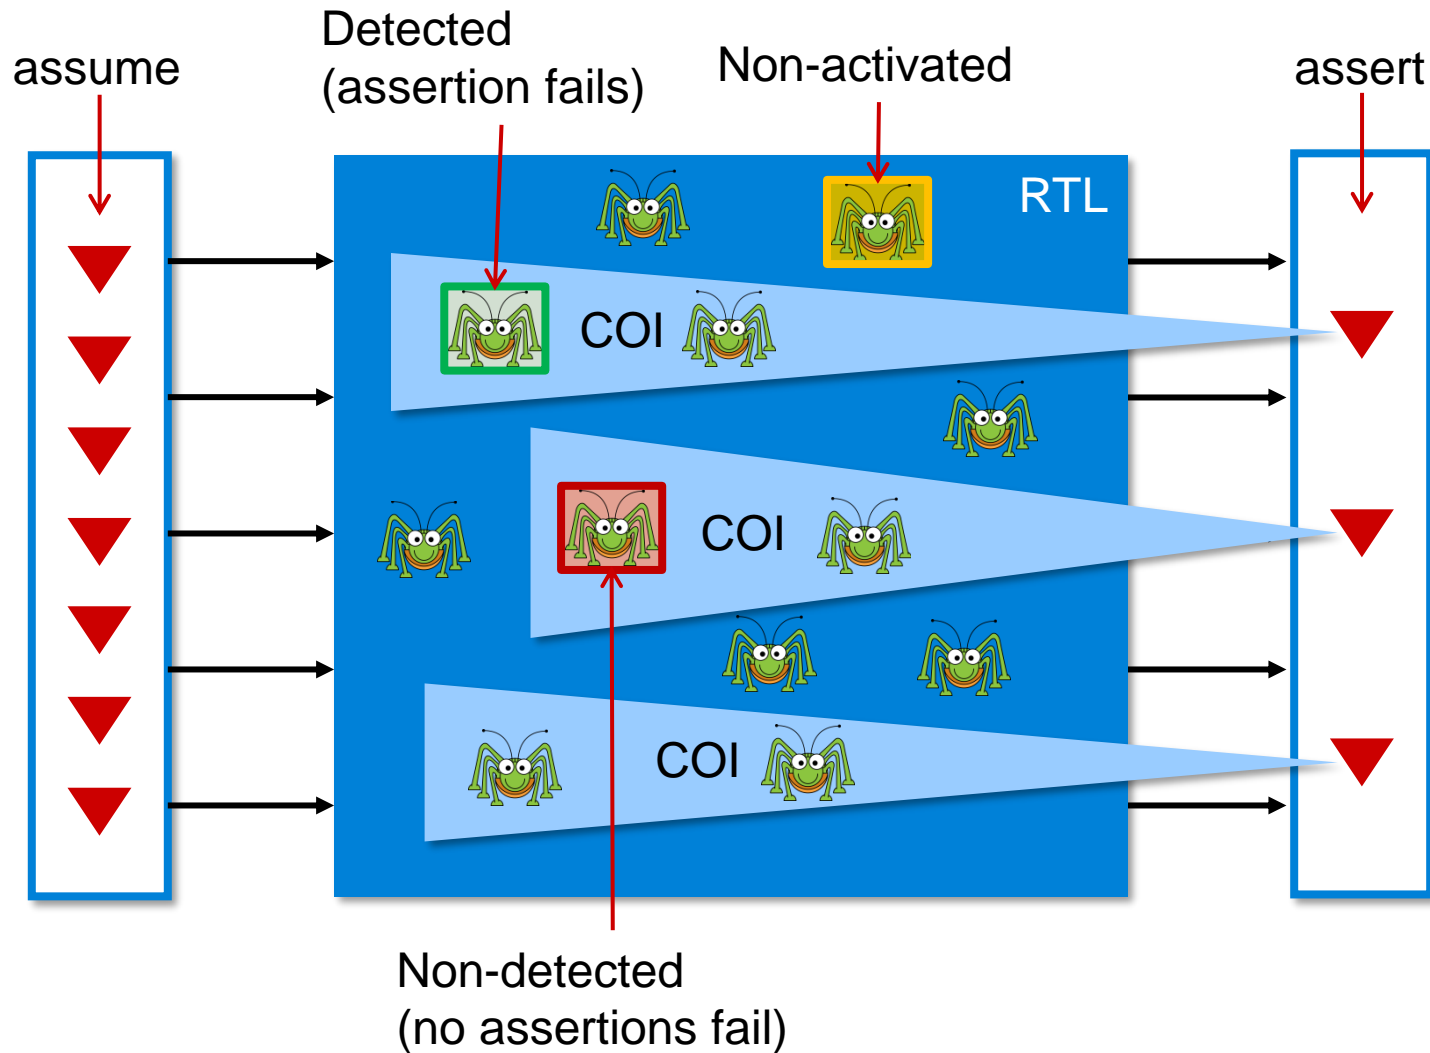 assume
Detected
(assertion fails)
Non-activated
assert
RTL
COI
COI
COI
Non-detected
(no assertions fail)